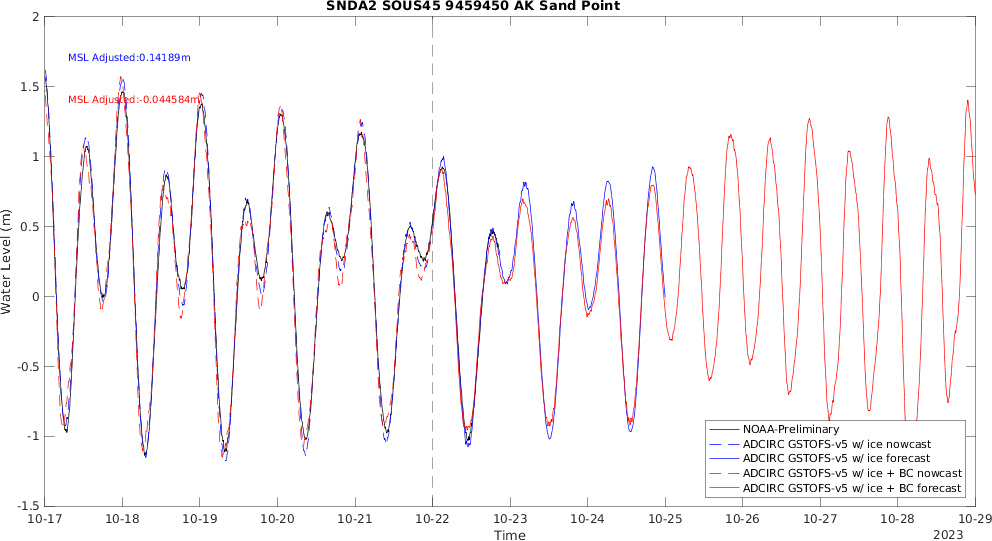 SNDA2 SOUS45 9459450 AK Sand Point
2
1.5
1
0.5
0
-0.5
-1
-1.5
Water Level (m)
MSL Adjusted:0.14189m
MSL Adjusted:-0.044584m
NOAA-Preliminary
ADCIRC GSTOFS-v5 w/ ice nowcast
ADCIRC GSTOFS-v5 w/ ice forecast
ADCIRC GSTOFS-v5 w/ ice + BC nowcast
ADCIRC GSTOFS-v5 w/ ice + BC forecast
10-17 10-18 10-19 10-20 10-21 10-22 10-23 10-24 10-25 10-26 10-27 10-28 10-29
Time
2023